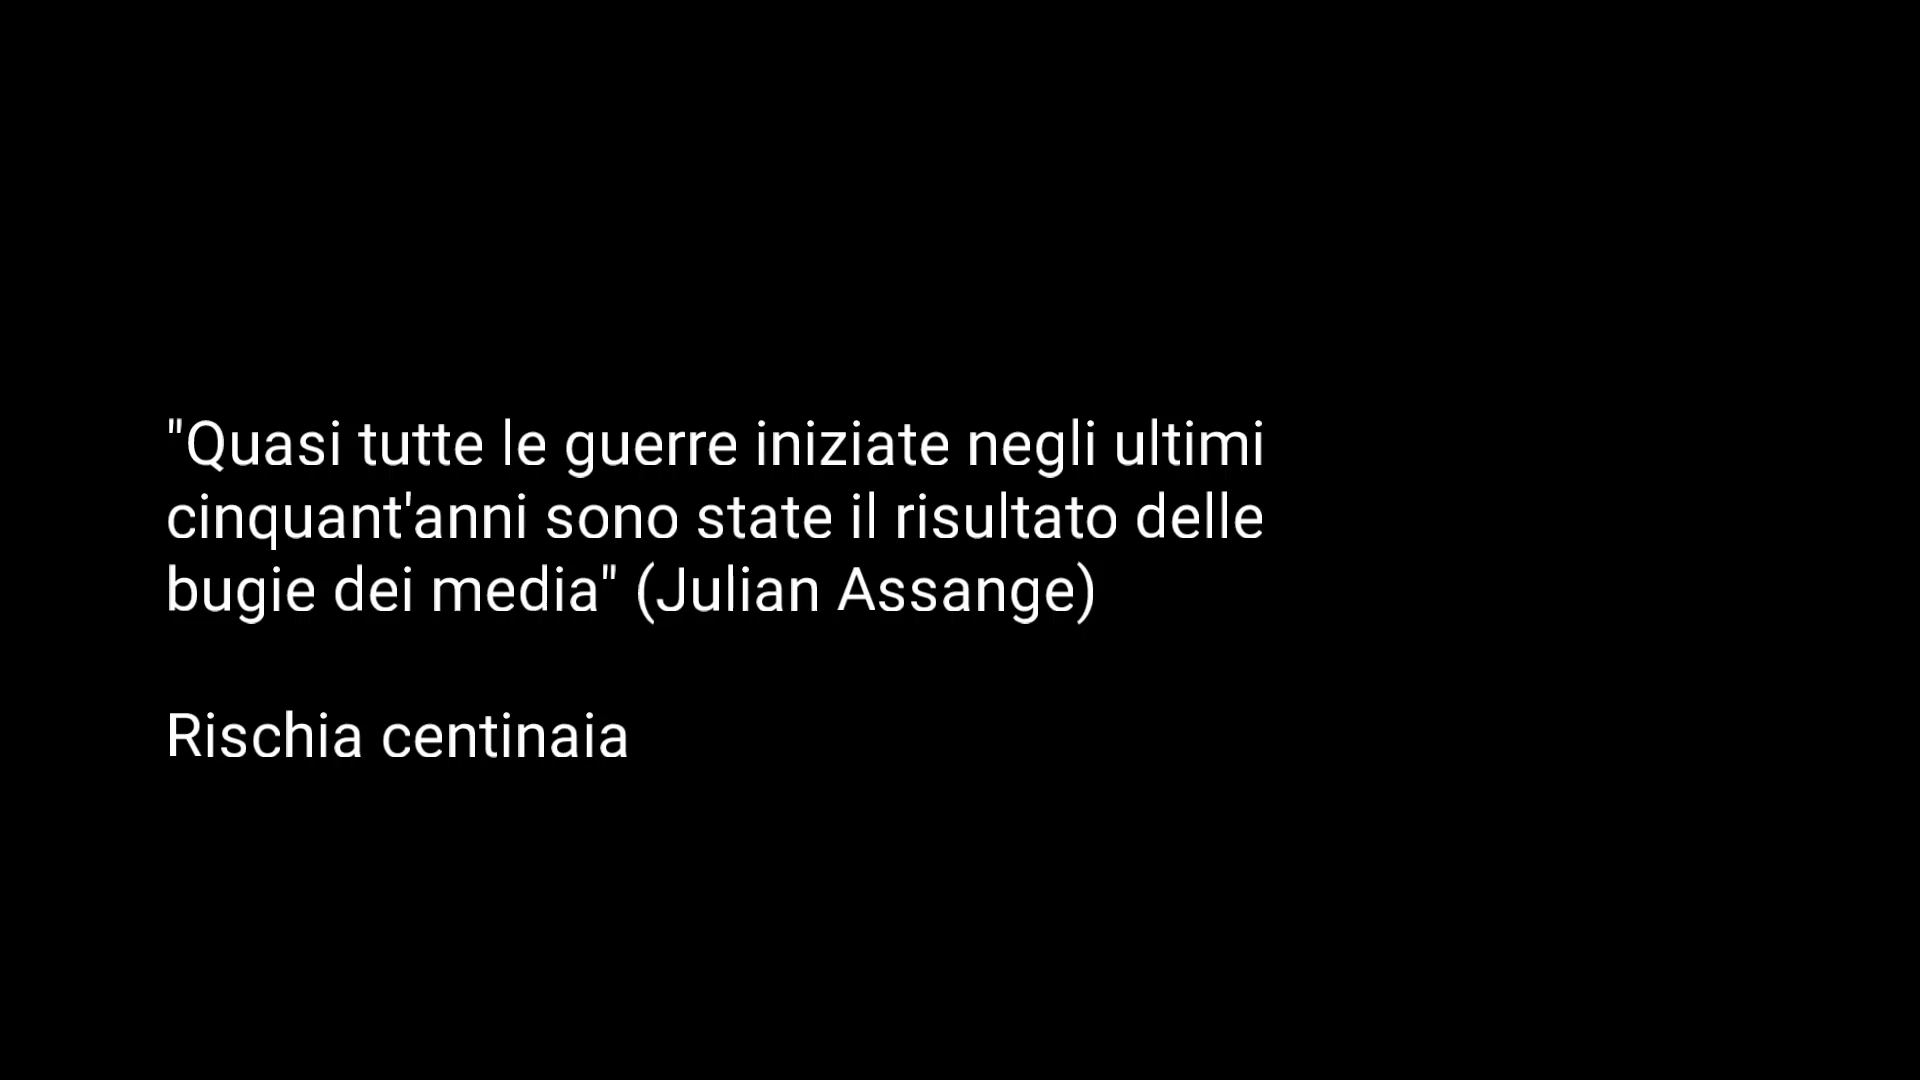 "Quasi tutte le guerre iniziate negli ultimi
cinquant'anni sono state il risultato delle
bugie dei media" (Julian Assange)
Rischia centinaia